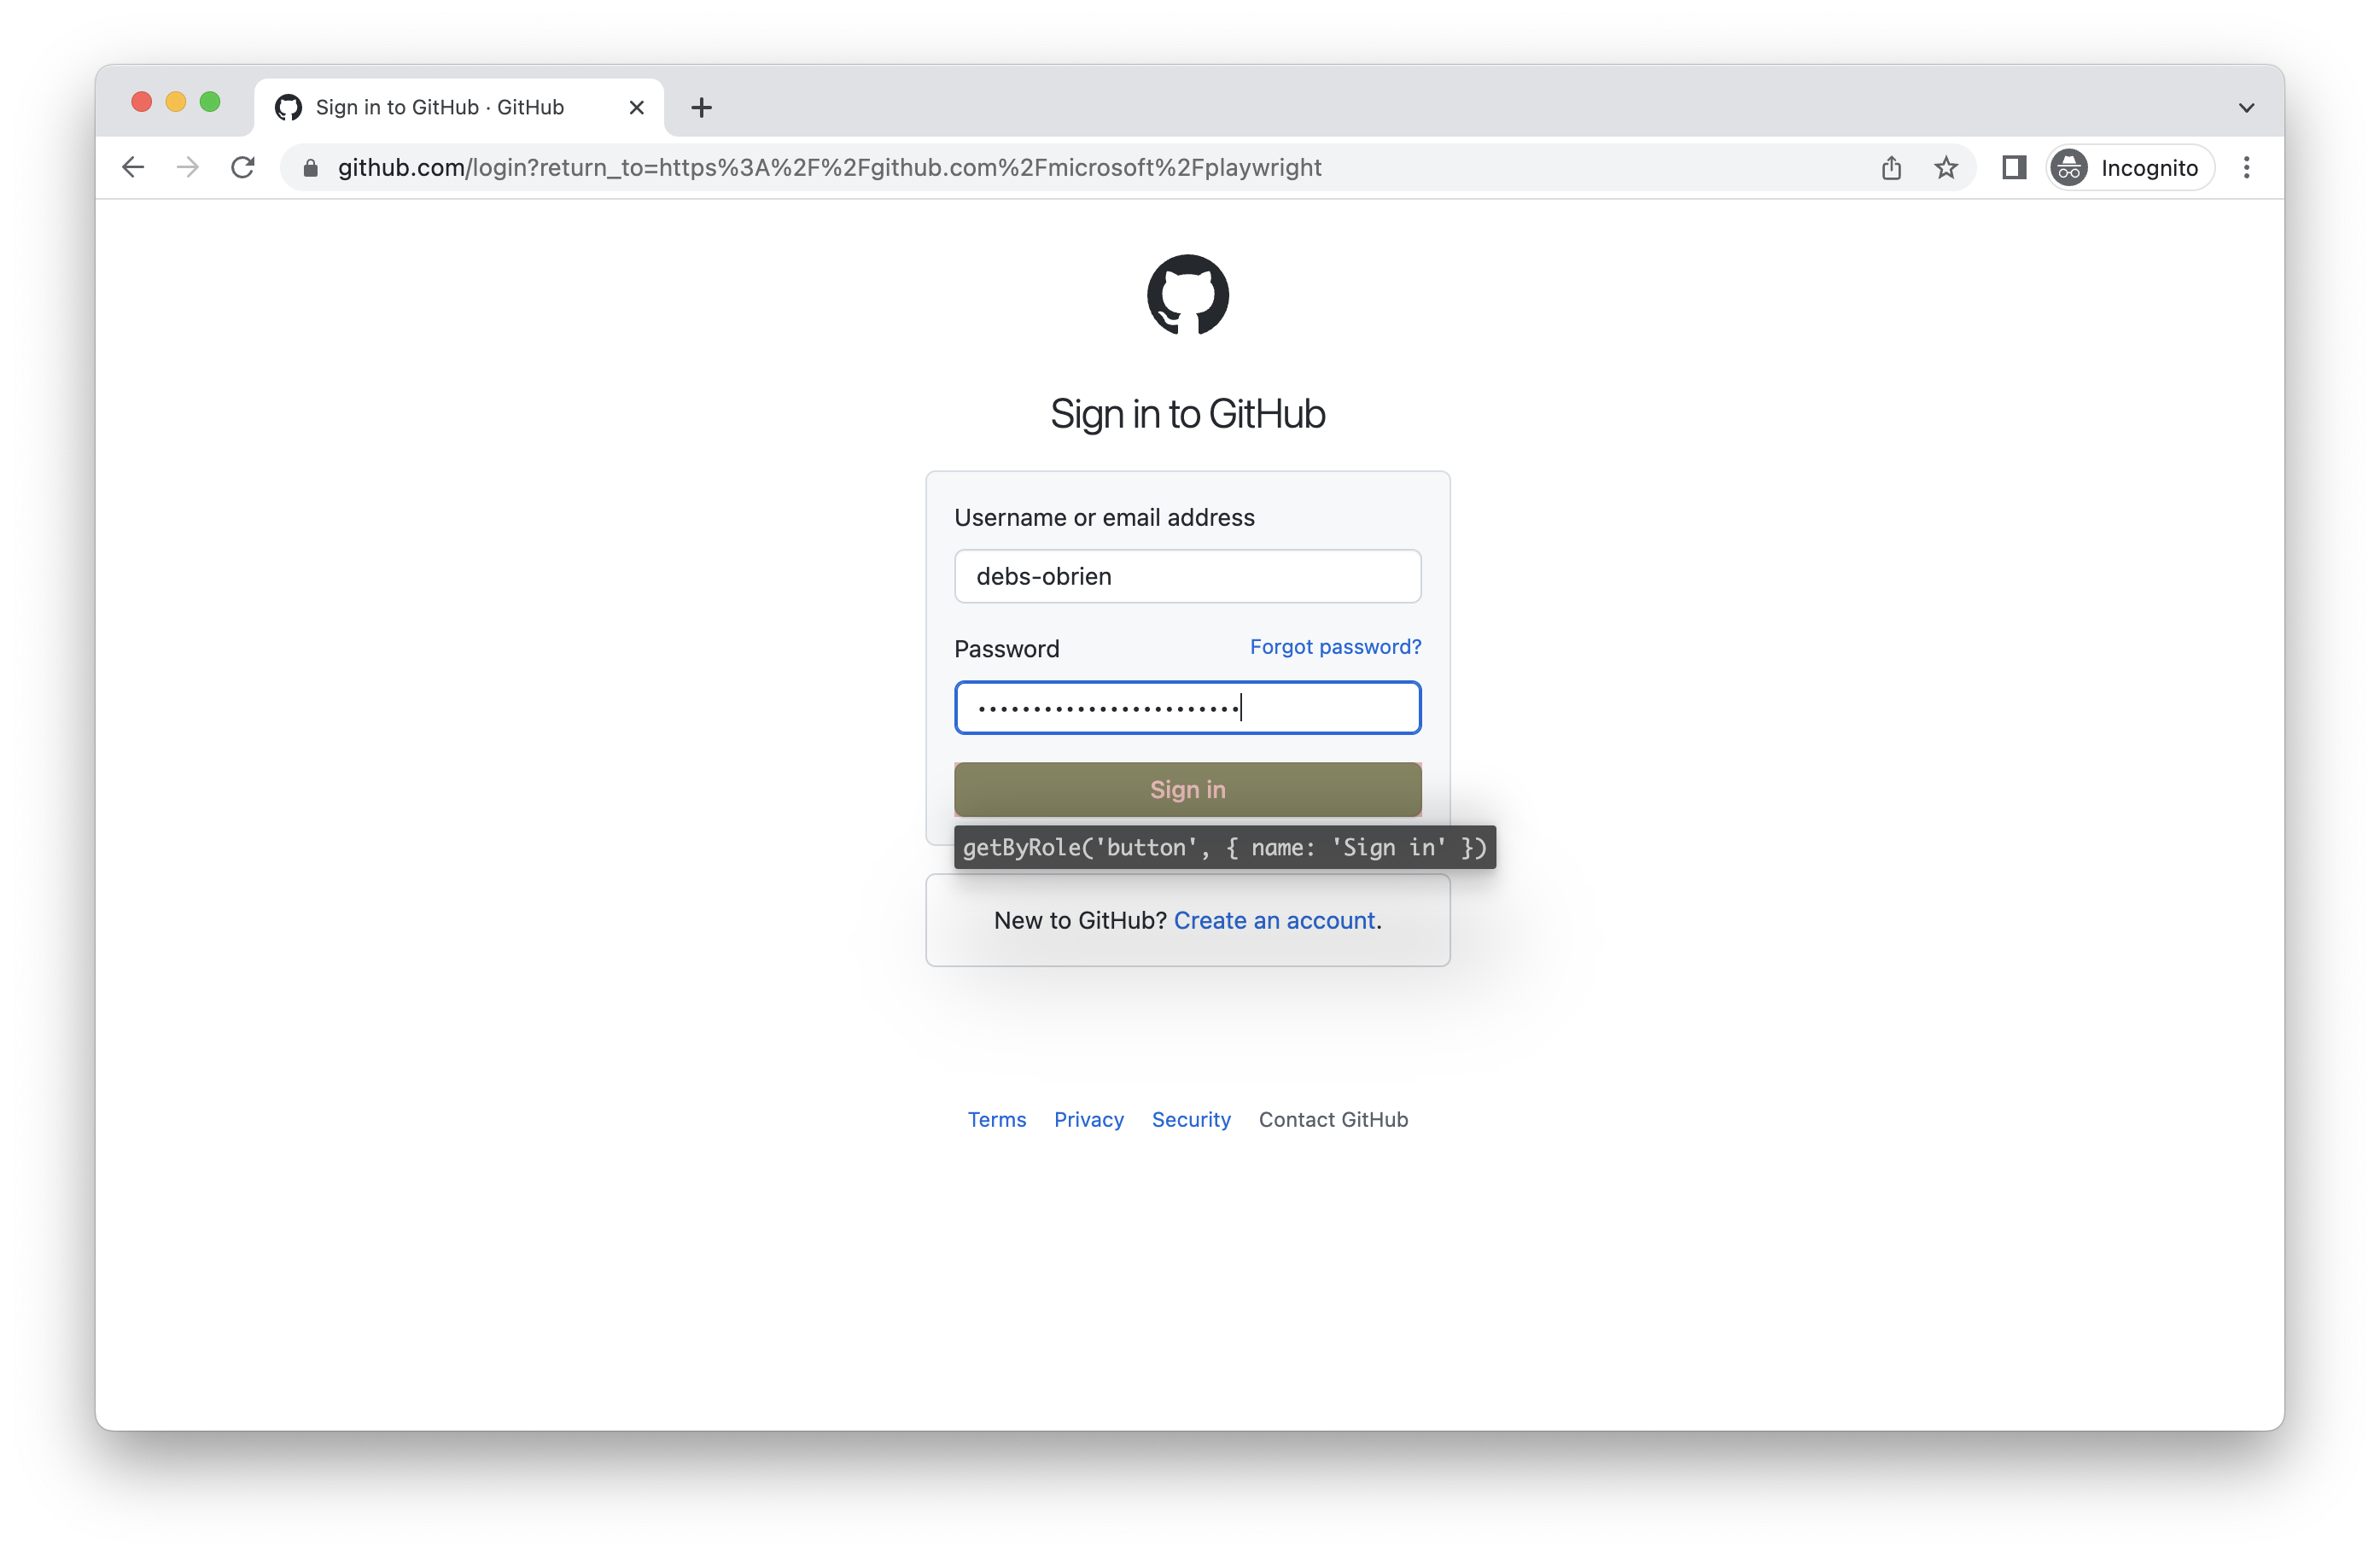 Sign in to GitHub · GitHub
github.com/login?return_to=https%3A%2F%2Fgithub.com%2Fmicrosoft%2Fplaywright
Incognito
Sign in to GitHub
Username or email address
debs-obrien
Password
Forgot password?
••••••••••••••••••••••••
Sign in
getByRole('button', { name: 'Sign in' })
New to GitHub? Create an account.
Terms Privacy Security Contact GitHub